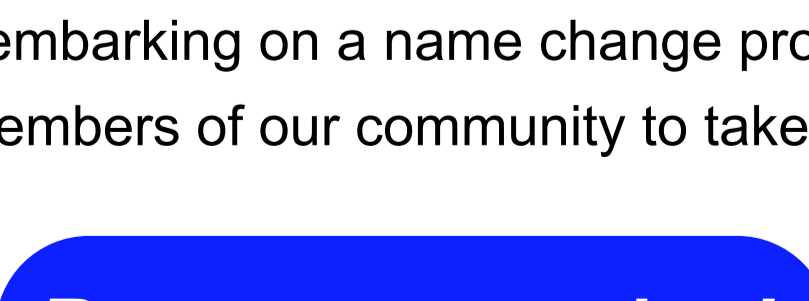 embarking on a name change pro
embers of our community to take